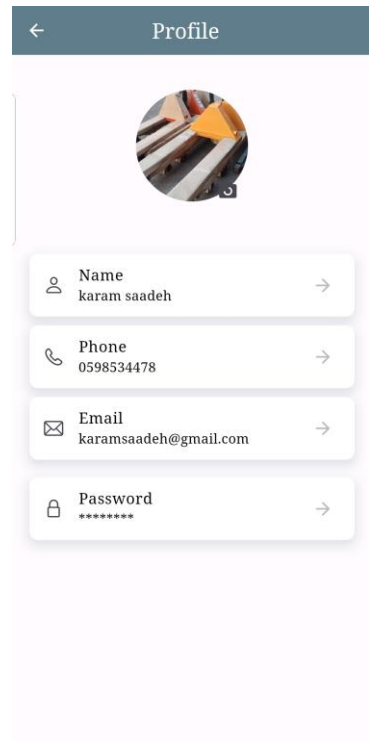 Profile
Name
karam saadeh
Phone
0598534478
Email
karamsaadeh@gmail.com
Password
********